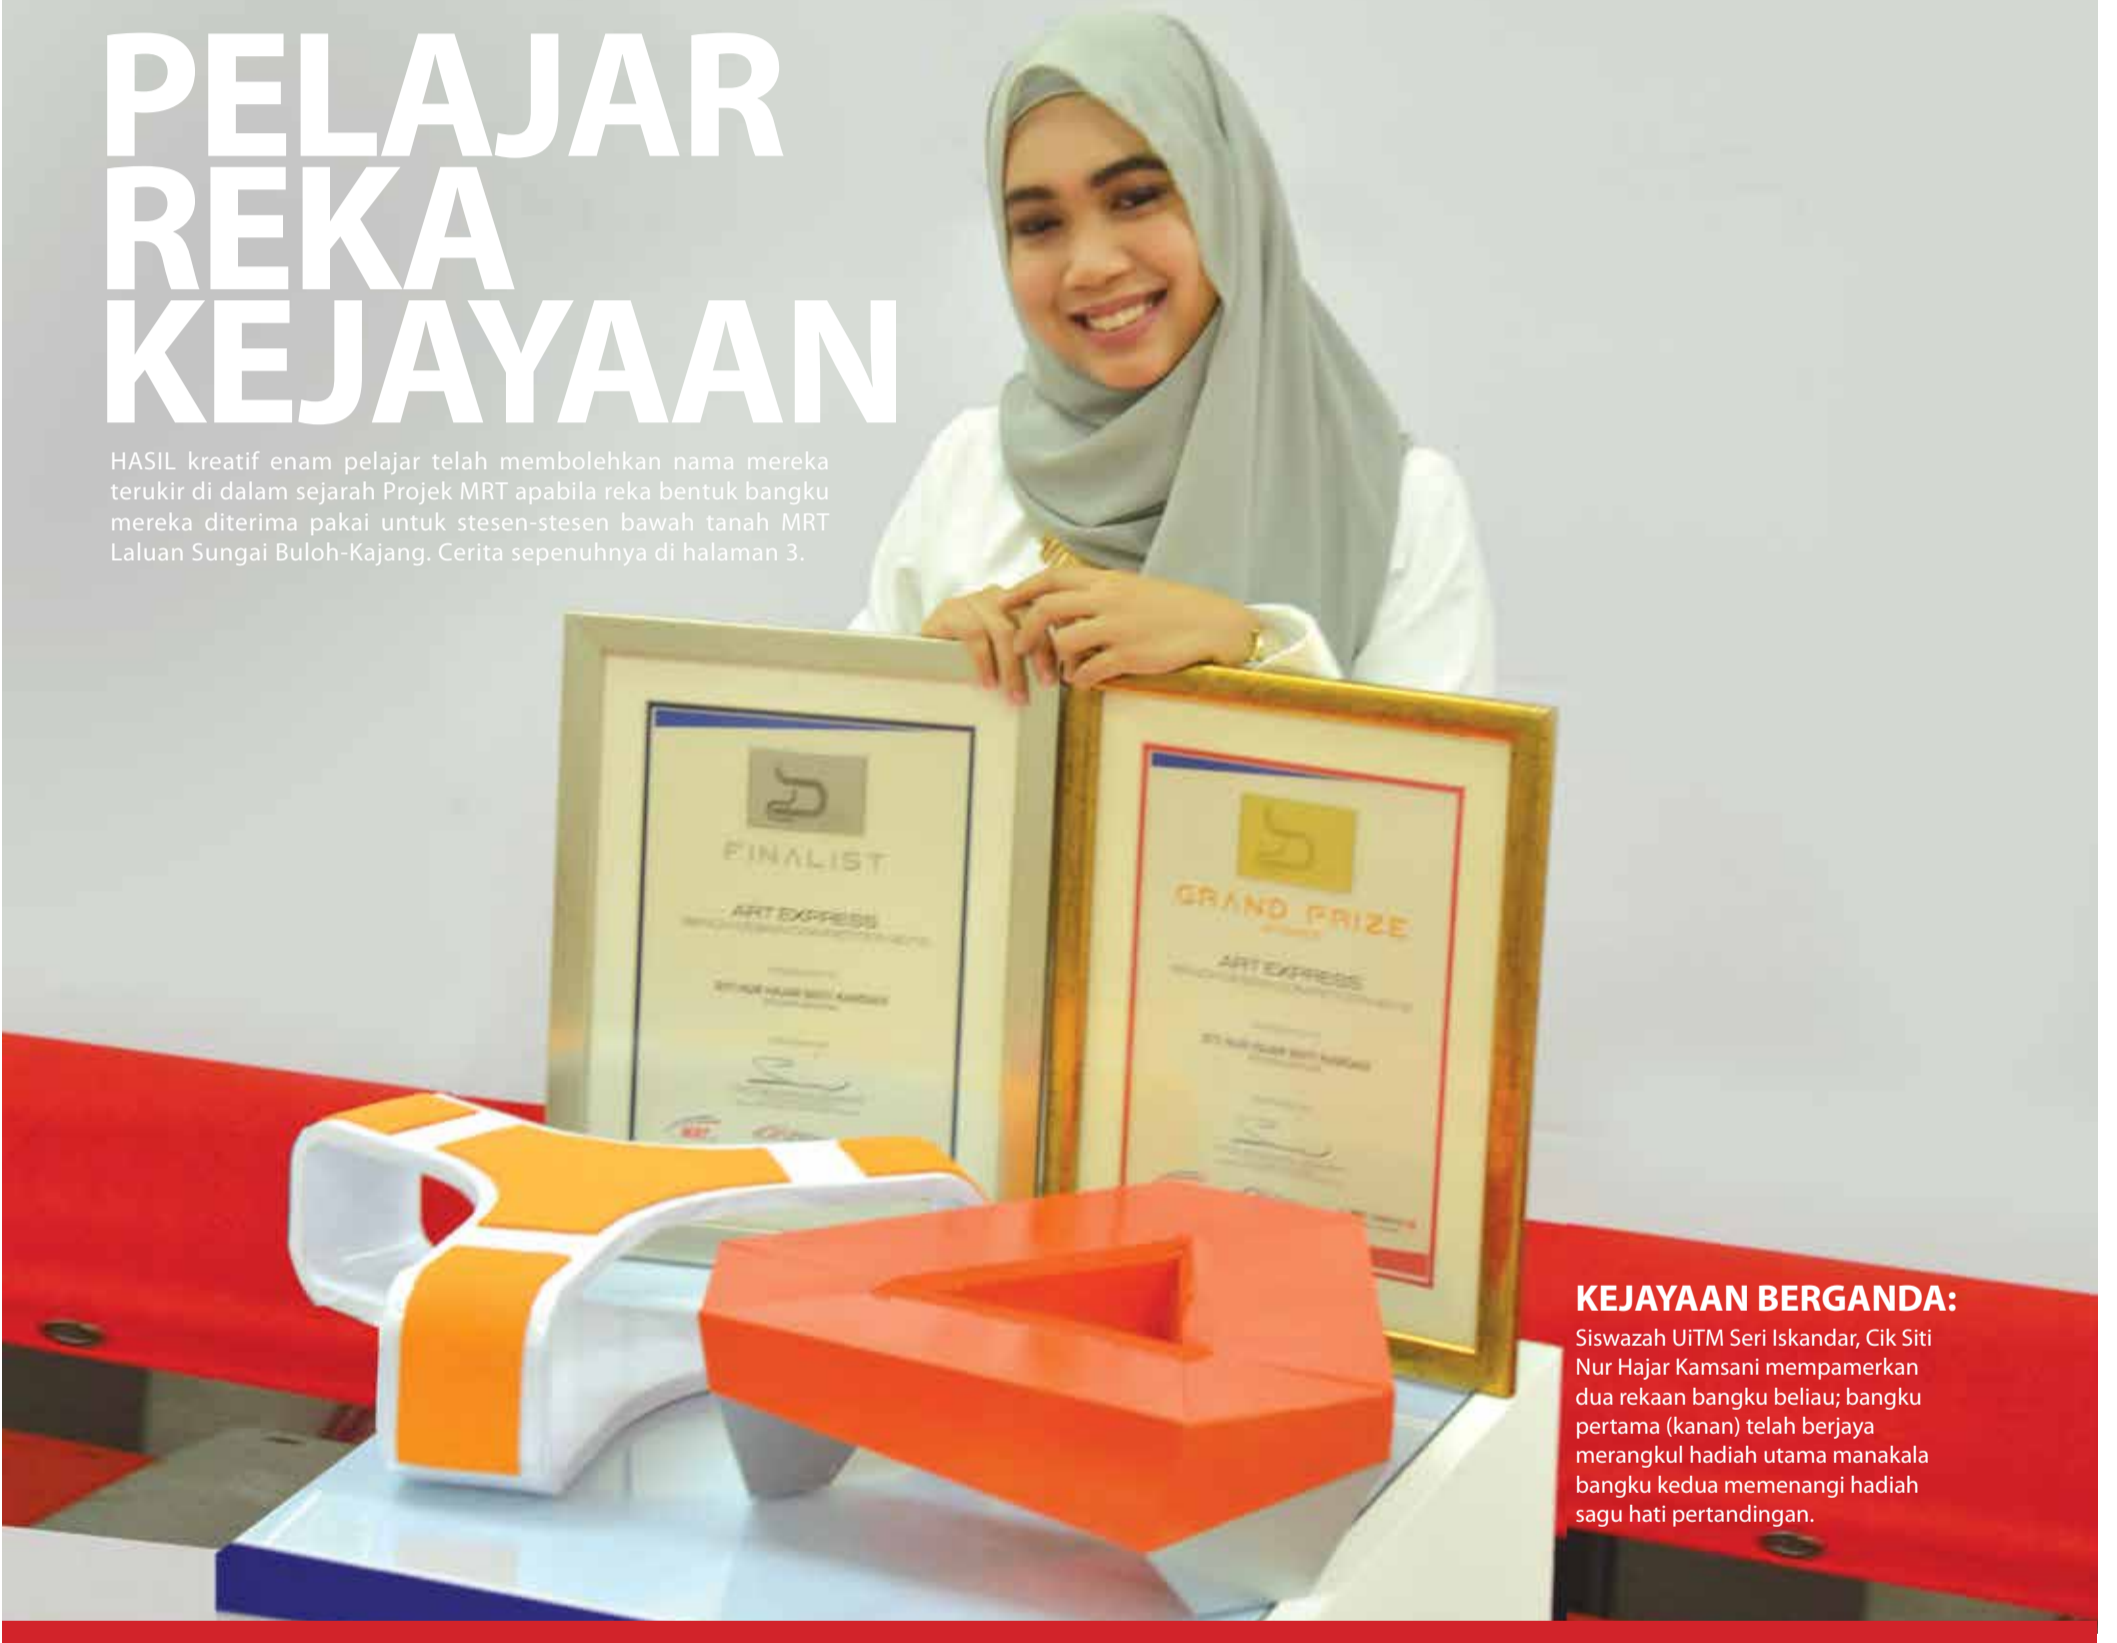 PELAJAR
REKA
KEJAYAAN
HASIL kreatif enam pelajar telah membolehkan nama mereka
terukir di dalam sejarah Projek MRT apabila reka bentuk bangku
mereka diterima pakai untuk stesen-stesen bawah tanah MRT
Laluan Sungai Buloh-Kajang. Cerita sepenuhnya di halaman 3.
FINALIST
ART EXPRESS
GRAND PRIZE
ART EXPRESS
MRT
KEJAYAAN BERGANDA:
Siswazah UiTM Seri Iskandar, Cik Siti
Nur Hajar Kamsani mempamerkan
dua rekaan bangku beliau; bangku
pertama (kanan) telah berjaya
merangkul hadiah utama manakala
bangku kedua memenangi hadiah
sagu hati pertandingan.